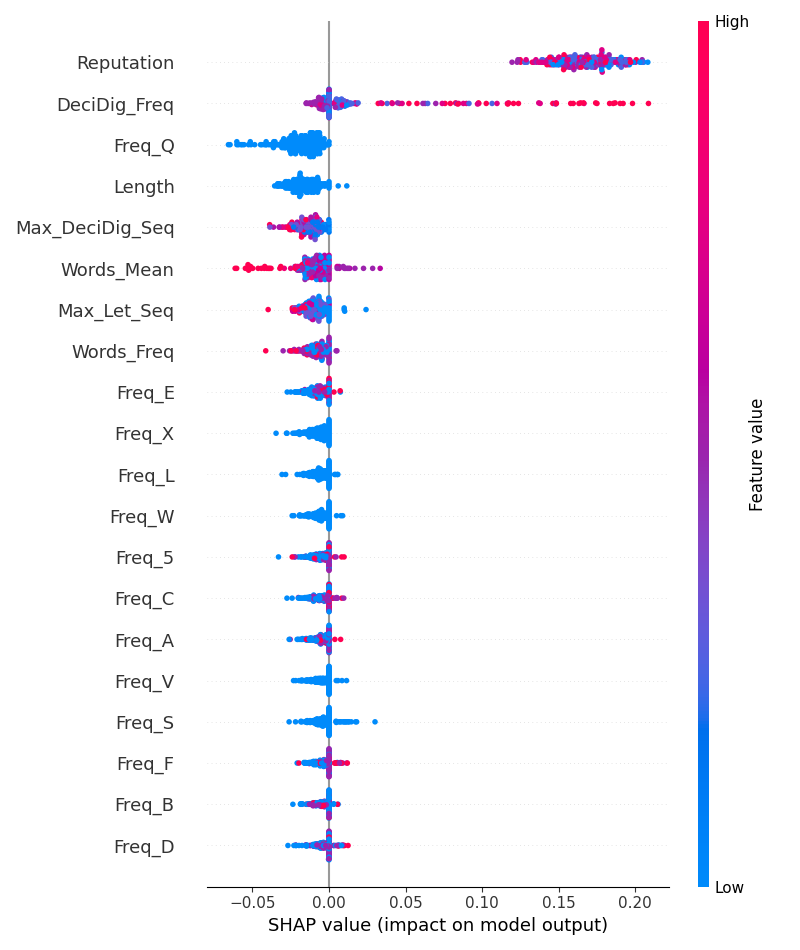 High
Reputation
DeciDig_Freq
Freq_Q
Length
Max_DeciDig_Seq
Words_Mean
Max_Let_Seq
Words_Freq
Freq_E
Freq_X
Freq_L
Freq_W
Freq_5
Freq_C
Freq_A
Freq_V
Freq_S
Freq_F
Freq_B
Freq_D
Feature value
Low
−0.05 0.00 0.05 0.10 0.15 0.20
SHAP value (impact on model output)